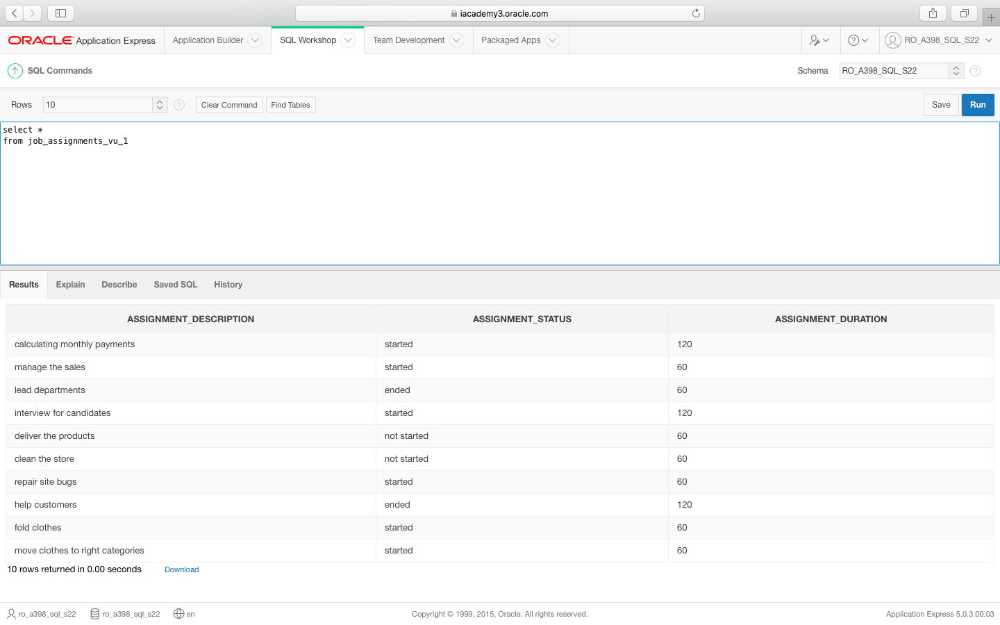 iacademy3.oracle.com
ORACLE Application Express Application Builder SQL Workshop Team Development Packaged Apps RO_A398_SQL_S22
SQL Commands Schema RO_A398_SQL_S22 ?
Rows 10 ? Clear Command Find Tables Save Run
select *
from job_assignments_vu_1
Results Explain Describe Saved SQL History
ASSIGNMENT_DESCRIPTION ASSIGNMENT_STATUS ASSIGNMENT_DURATION
calculating monthly payments started 120
manage the sales started 60
lead departments ended 60
interview for candidates started 120
deliver the products not started 60
clean the store not started 60
repair site bugs started 60
help customers ended 120
fold clothes started 60
move clothes to right categories started 60
10 rows returned in 0.00 seconds Download
ro_a398_sql_s22 ro_a398_sql_s22 en Copyright © 1999, 2015, Oracle. All rights reserved. Application Express 5.0.3.00.03